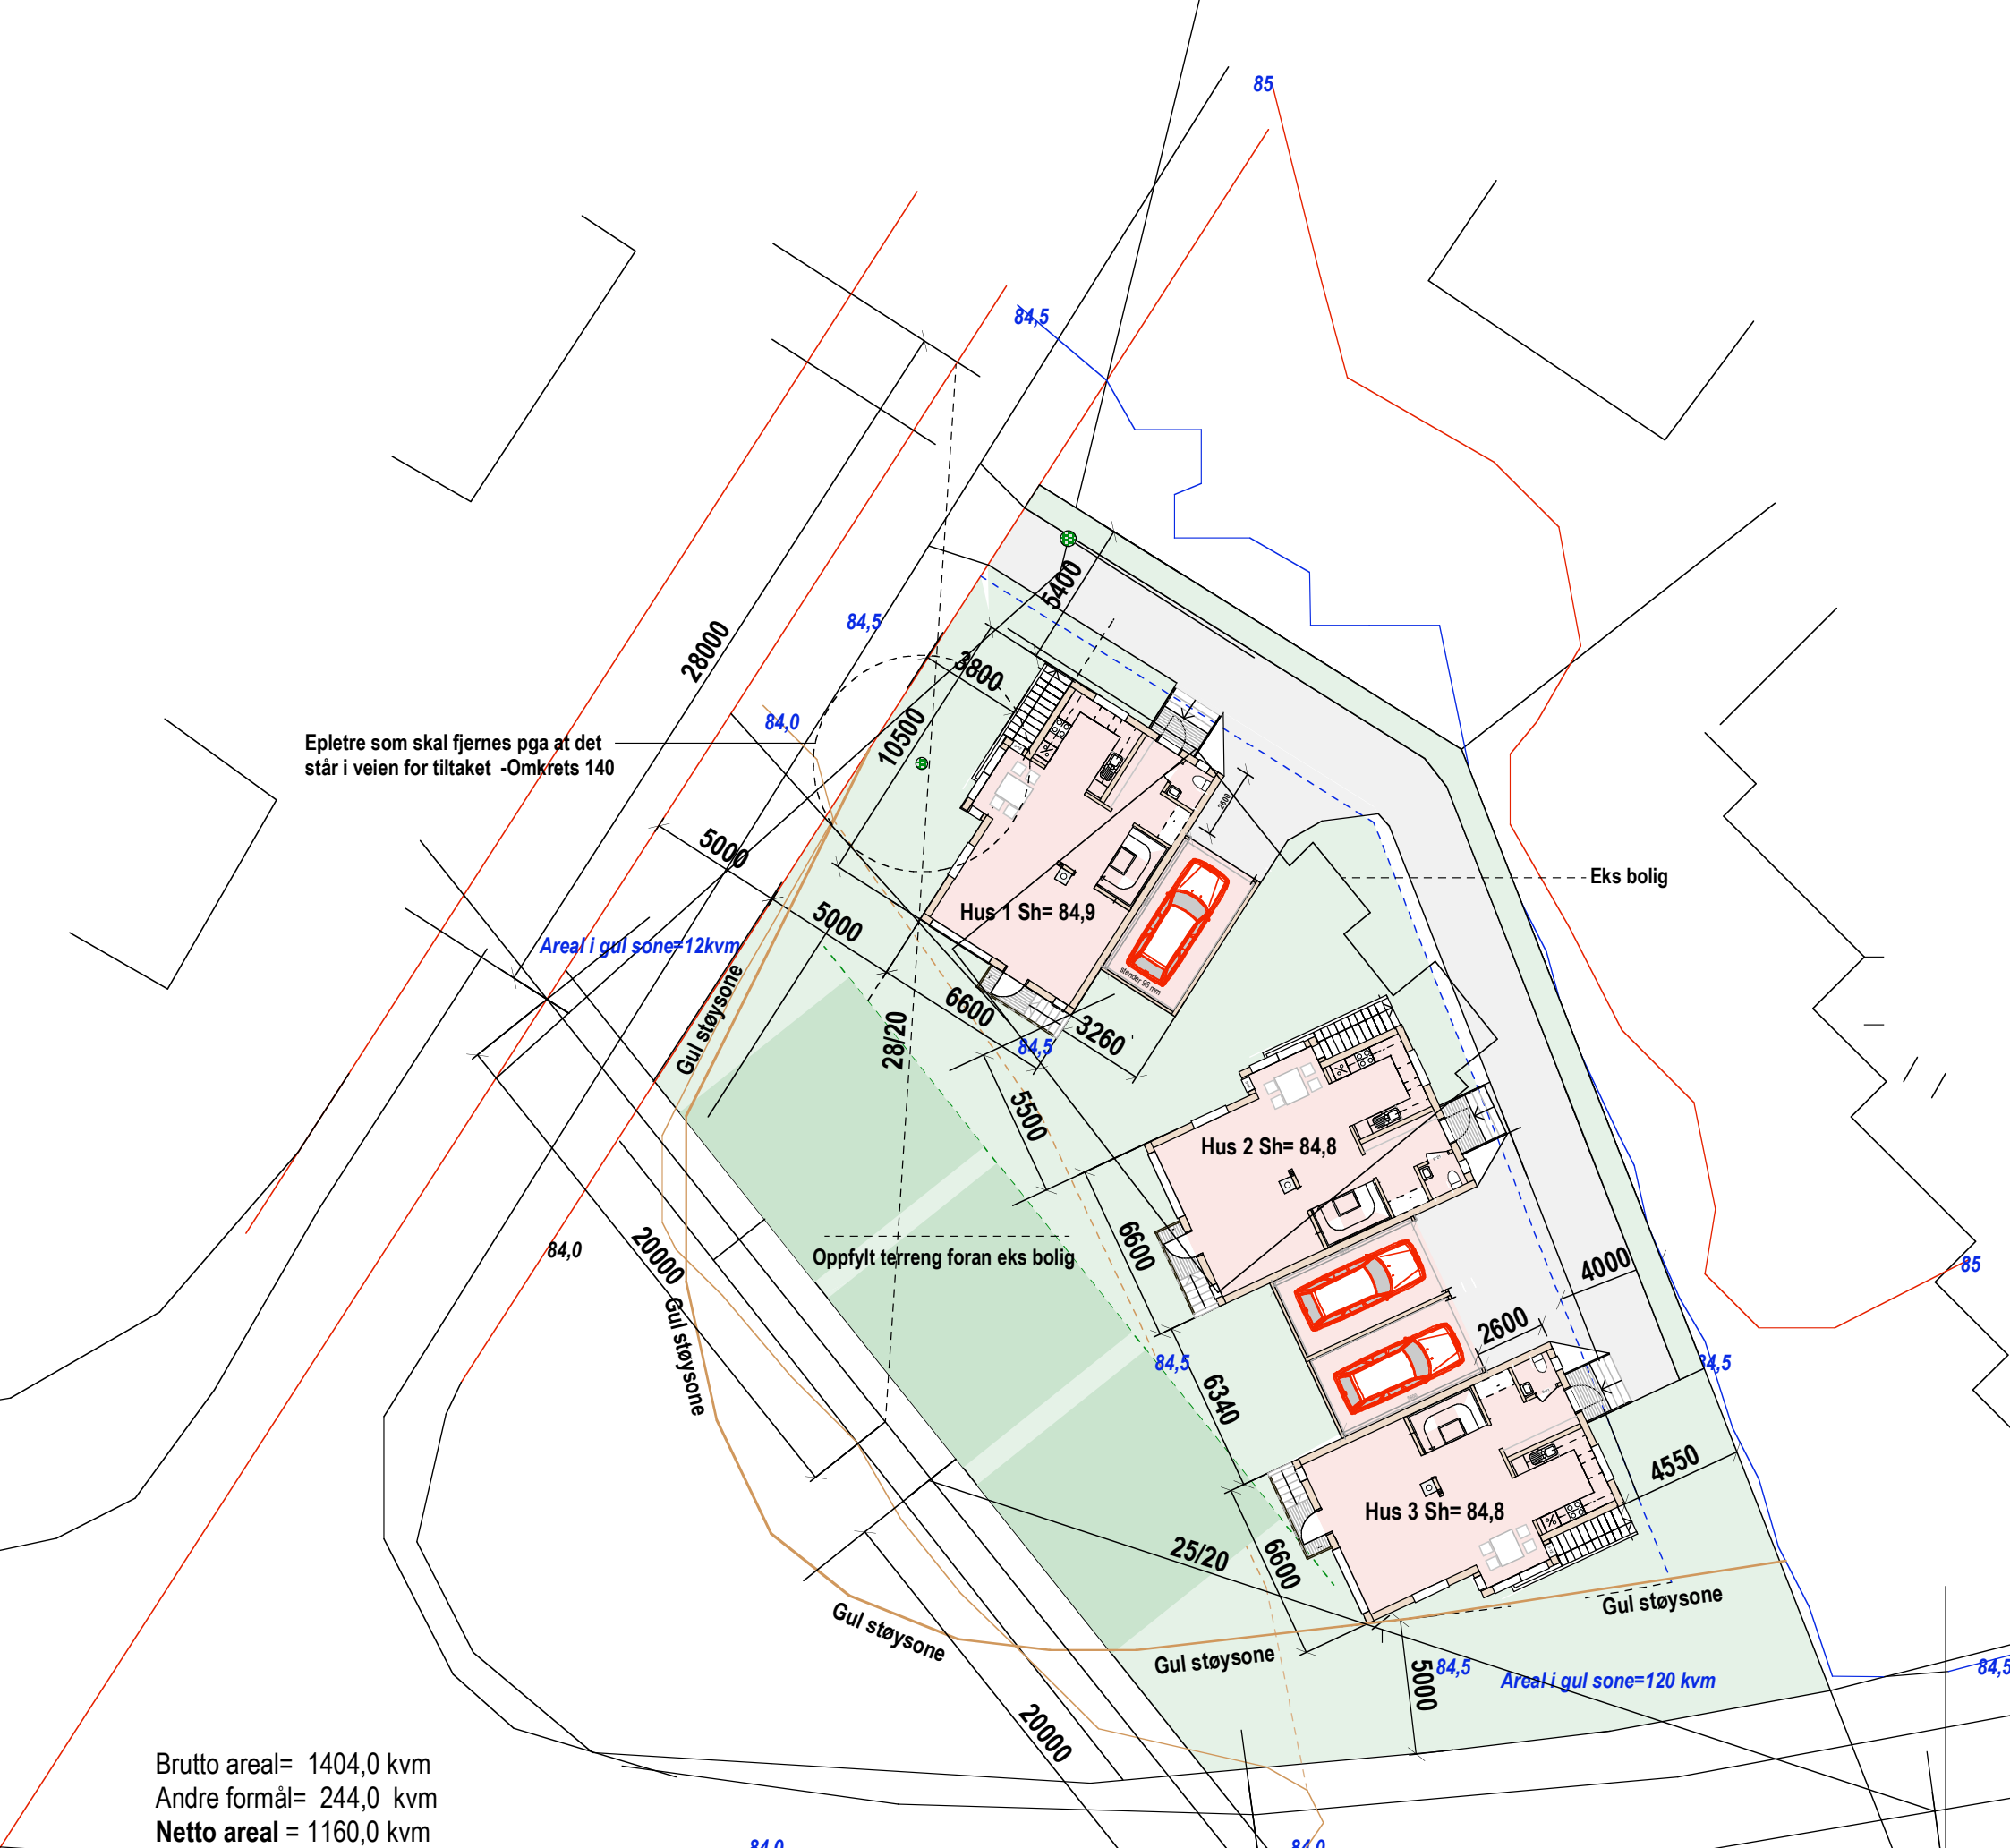 85
84,5
5400
84,5
28000
3800
84,0
10500
Epletre som skal fjernes pga at det
står i veien for tiltaket -Omkrets 140
2600
5000
5000
Eks bolig
Hus 1 Sh= 84,9
Areal i gul sone=12kvm
Gul støysone
stender 98 mm
6600
3260
28/20
84,5
5500
Hus 2 Sh= 84,8
6600
20000
84,0
Oppfylt terreng foran eks bolig
4000
85
Gul støysone
2600
84,5
84,5
6340
4550
Hus 3 Sh= 84,8
25/20
6600
Gul støysone
Gul støysone
Gul støysone
84,5
5000
Areal i gul sone=120 kvm
84,5
20000
Brutto areal= 1404,0 kvm
Andre formål= 244,0 kvm
Netto areal = 1160,0 kvm
84,0
84,0